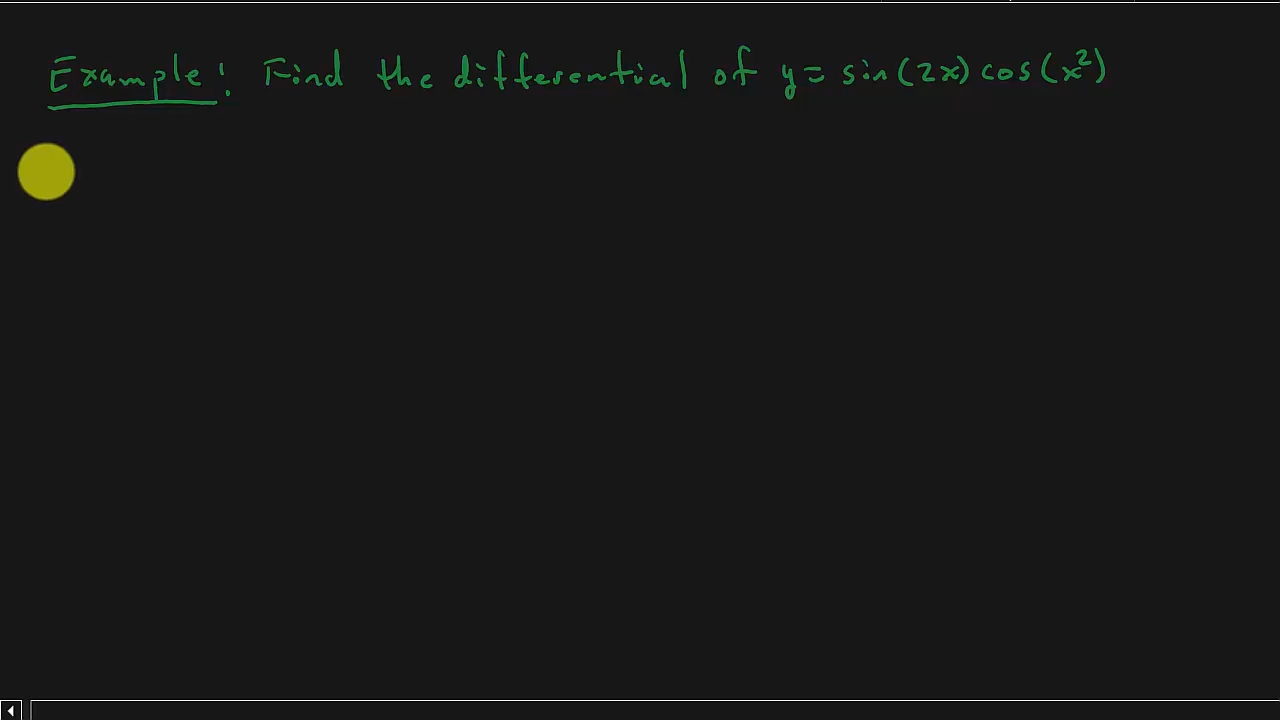 Example: Find the differential of y = sin(2x) cos(x²)